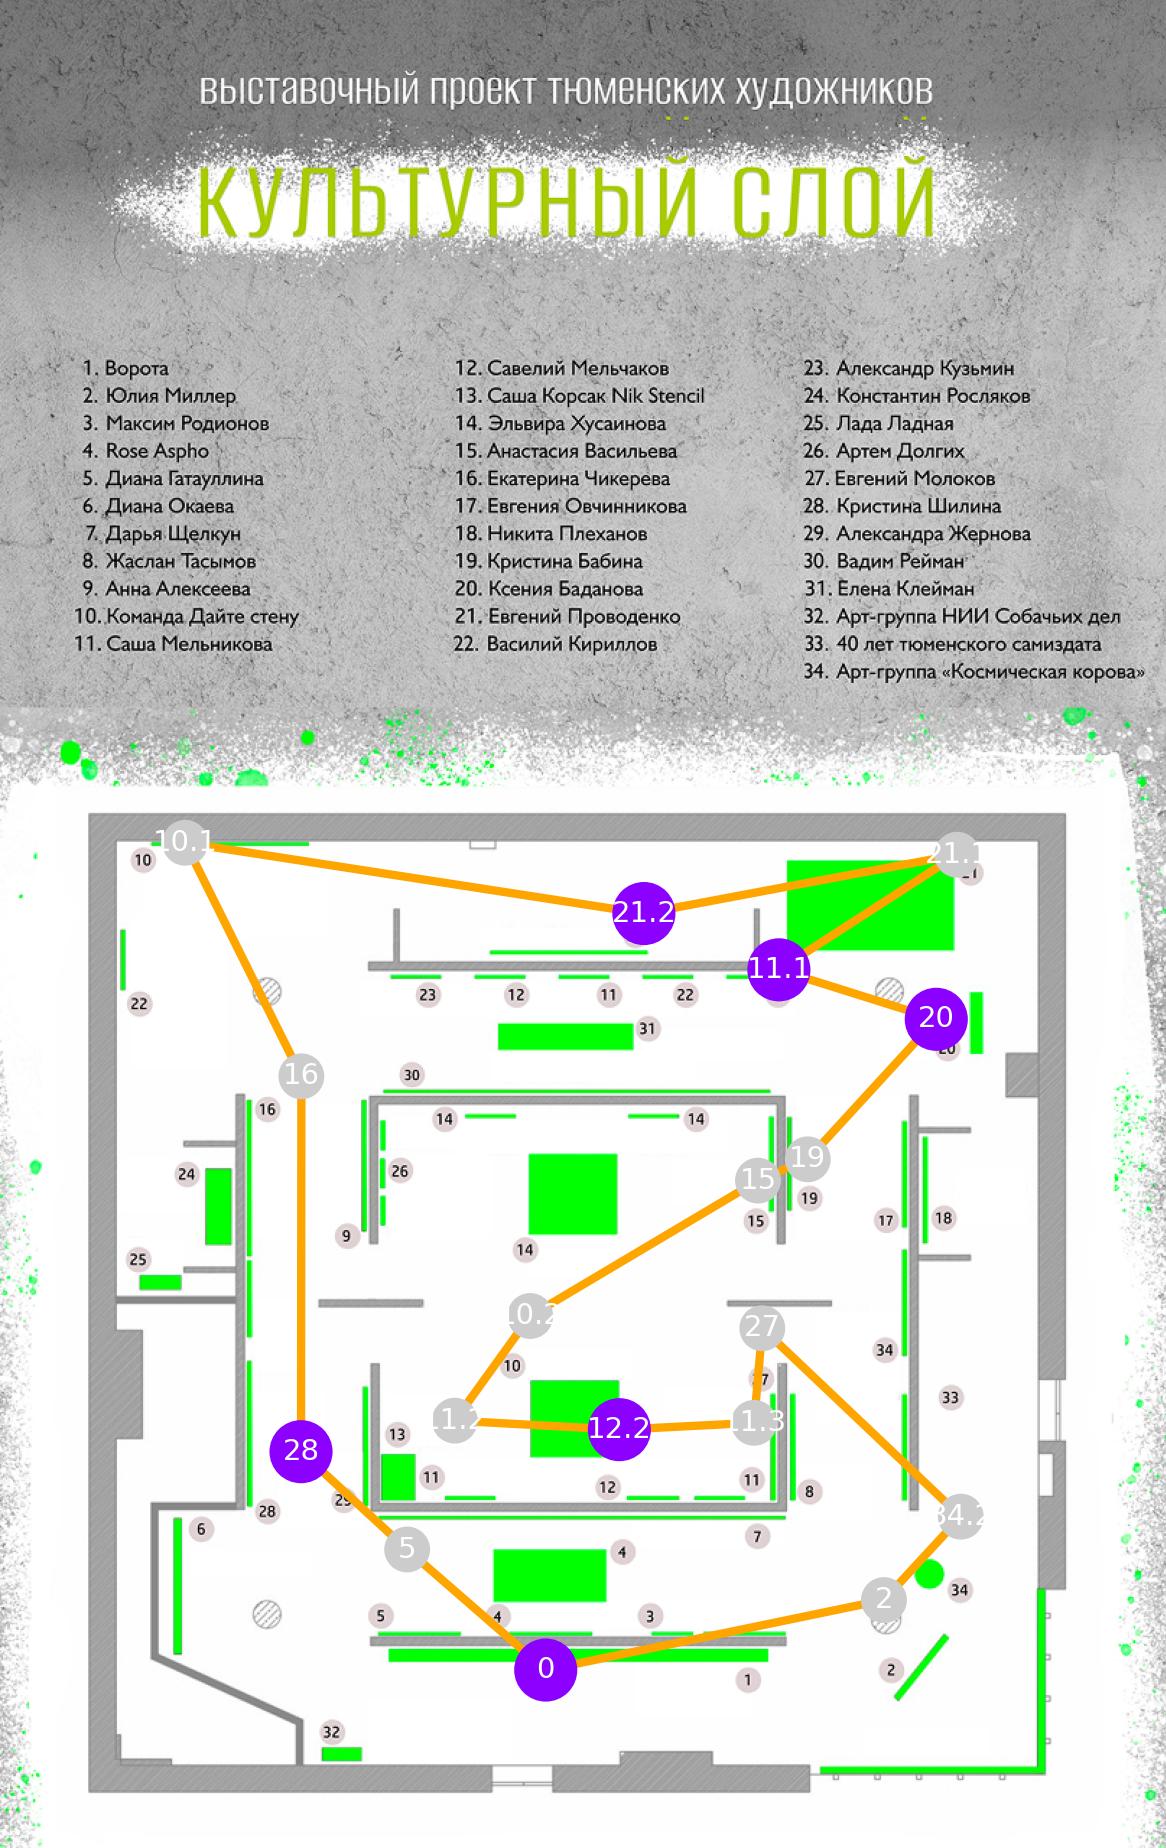 выставочный проект тюменских художников
КУЛЬТУРНЫЙ СЛОЙ
1. Ворота
2. Юлия Миллер
3. Максим Родионов
4. Rose Aspho
5. Диана Гатауллина
6. Диана Окаева
7. Дарья Щелкун
8. Жаслан Тасымов
9. Анна Алексеева
10. Команда Дайте стену
11. Саша Мельникова
12. Савелий Мельчаков
13. Саша Корсак Nik Stencil
14. Эльвира Хусаинова
15. Анастасия Васильева
16. Екатерина Чикерева
17. Евгения Овчинникова
18. Никита Плеханов
19. Кристина Бабина
20. Ксения Баданова
21. Евгений Проводенко
22. Василий Кириллов
23. Александр Кузьмин
24. Константин Росляков
25. Лада Ладная
26. Артем Долгих
27. Евгений Молоков
28. Кристина Шилина
29. Александра Жернова
30. Вадим Рейман
31. Елена Клейман
32. Арт-группа НИИ Собачьих дел
33. 40 лет тюменского самиздата
34. Арт-группа «Космическая корова»
10.1
21.1
10
21.2
11.1
22
23
12
11
22
20
31
16
30
16
14
14
24
26
15
19
15
19
9
14
17
18
25
10.2
27
34
10
33
12.2
13
11
12
11
8
28
28
29
34.2
6
7
5
4
2
34
5
4
3
0
2
1
32